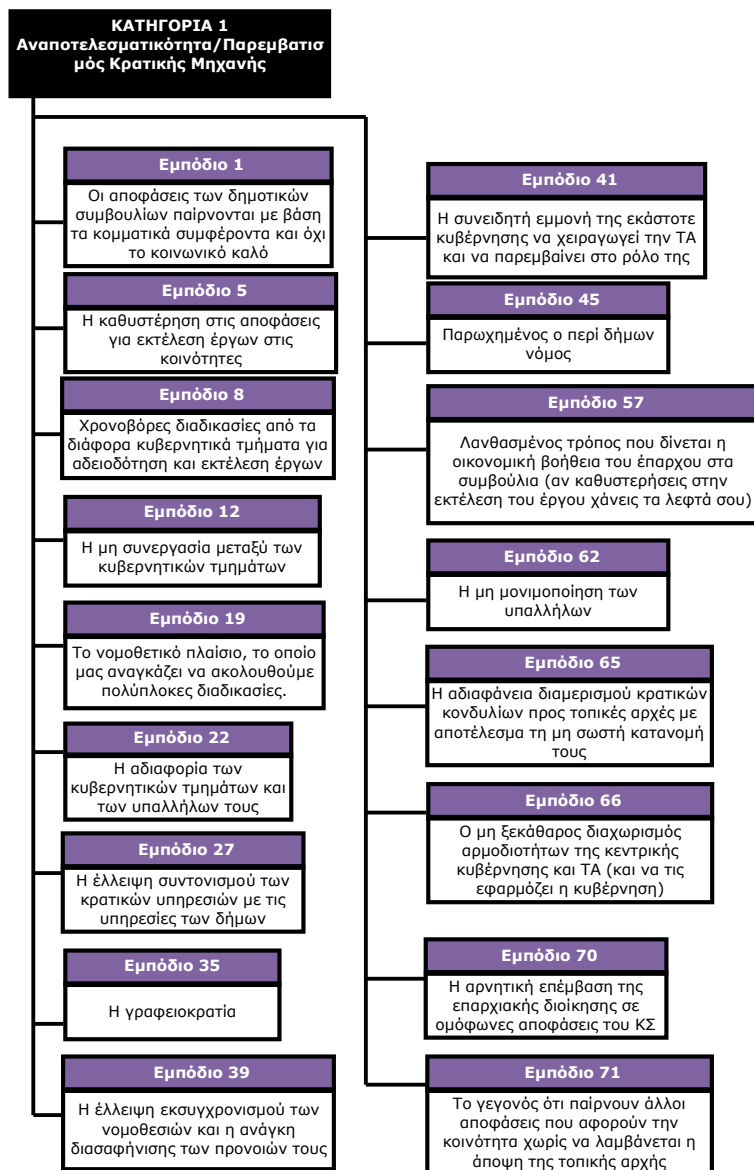 ΚΑΤΗΓΟΡΙΑ 1
Αναποτελεσματικότητα/Παρεμβατισ
μός Κρατικής Μηχανής
Εμπόδιο 1
Οι αποφάσεις των δημοτικών
συμβουλίων παίρνονται με βάση
τα κομματικά συμφέροντα και όχι
το κοινωνικό καλό
Εμπόδιο 5
Η καθυστέρηση στις αποφάσεις
για εκτέλεση έργων στις
κοινότητες
Εμπόδιο 8
Χρονοβόρες διαδικασίες από τα
διάφορα κυβερνητικά τμήματα για
αδειοδότηση και εκτέλεση έργων
Εμπόδιο 12
Η μη συνεργασία μεταξύ των
κυβερνητικών τμημάτων
Εμπόδιο 19
Το νομοθετικό πλαίσιο, το οποίο
μας αναγκάζει να ακολουθούμε
πολύπλοκες διαδικασίες.
Εμπόδιο 22
Η αδιαφορία των
κυβερνητικών τμημάτων και
των υπαλλήλων τους
Εμπόδιο 27
Η έλλειψη συντονισμού των
κρατικών υπηρεσιών με τις
υπηρεσίες των δήμων
Εμπόδιο 35
Η γραφειοκρατία
Εμπόδιο 39
Η έλλειψη εκσυγχρονισμού των
νομοθεσιών και η ανάγκη
διασαφήνισης των προνοιών τους
Εμπόδιο 41
Η συνειδητή εμμονή της εκάστοτε
κυβέρνησης να χειραγωγεί την ΤΑ
και να παρεμβαίνει στο ρόλο της
Εμπόδιο 45
Παρωχημένος ο περί δήμων
νόμος
Εμπόδιο 57
Λανθασμένος τρόπος που δίνεται η
οικονομική βοήθεια του έπαρχου στα
συμβούλια (αν καθυστερήσεις στην
εκτέλεση του έργου χάνεις τα λεφτά σου)
Εμπόδιο 62
Η μη μονιμοποίηση των
υπαλλήλων
Εμπόδιο 65
Η αδιαφάνεια διαμερισμού κρατικών
κονδυλίων προς τοπικές αρχές με
αποτέλεσμα τη μη σωστή κατανομή
τους
Εμπόδιο 66
Ο μη ξεκάθαρος διαχωρισμός
αρμοδιοτήτων της κεντρικής
κυβέρνησης και ΤΑ (και να τις
εφαρμόζει η κυβέρνηση)
Εμπόδιο 70
Η αρνητική επέμβαση της
επαρχιακής διοίκησης σε
ομόφωνες αποφάσεις του ΚΣ
Εμπόδιο 71
Το γεγονός ότι παίρνουν άλλοι
αποφάσεις που αφορούν την
κοινότητα χωρίς να λαμβάνεται η
άποψη της τοπικής αρχής